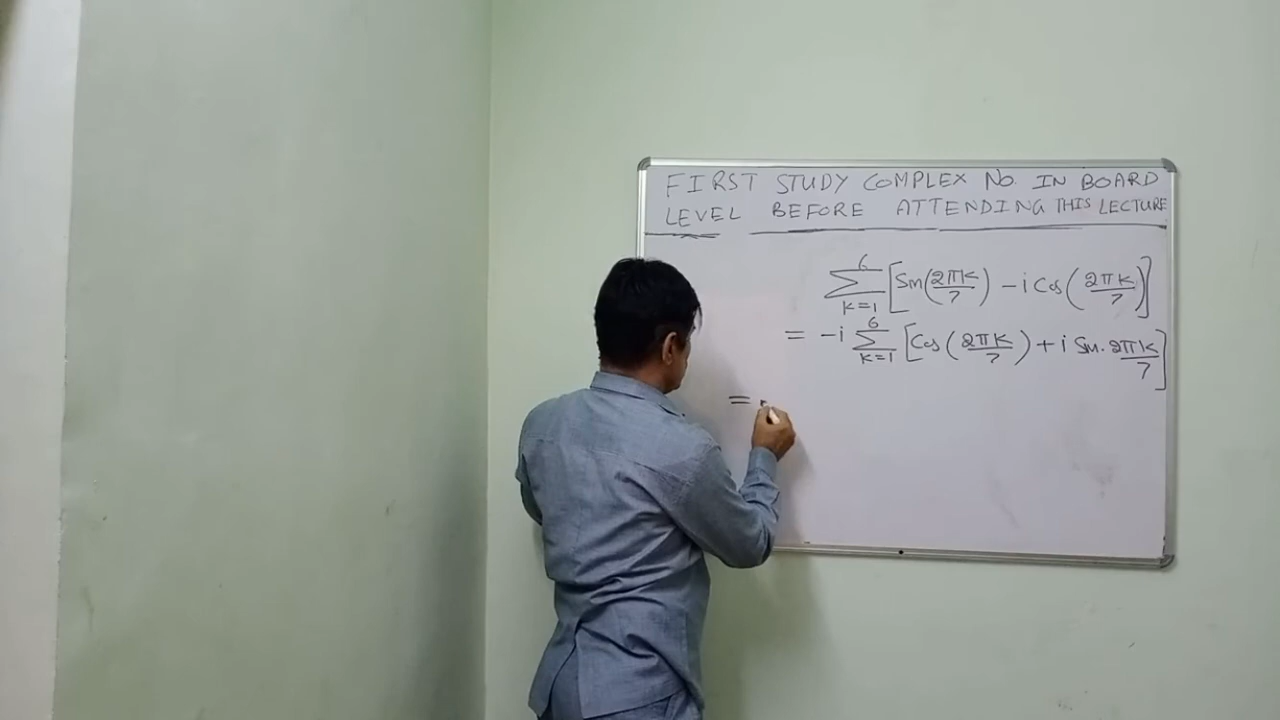 FIRST STUDY COMPLEX NO. IN BOARD
LEVEL BEFORE ATTENDING THIS LECTURE
6
∑ [Sin(2πk/7) − i Cos(2πk/7)]
k=1
= −i ∑ [Cos(2πk/7) + i Sin. 2πk/7]
6
k=1
=